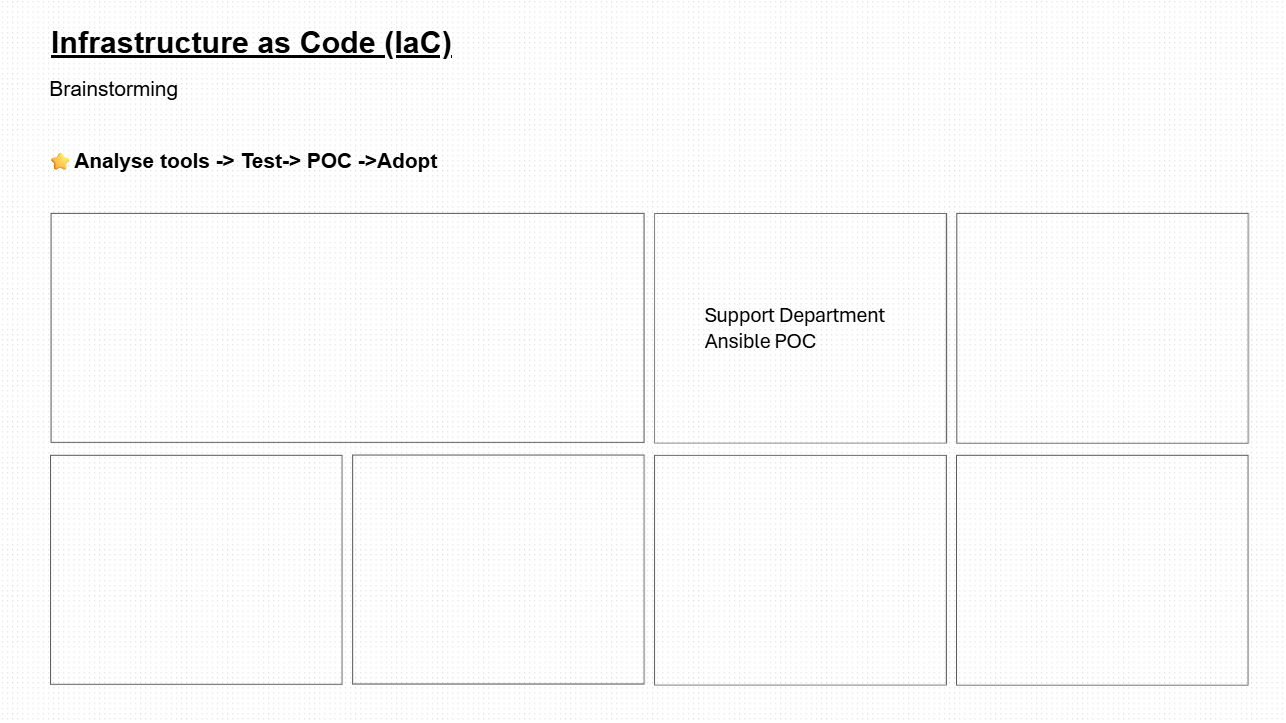 Infrastructure as Code (IaC)
Brainstorming
⭐ Analyse tools -> Test-> POC ->Adopt
Support Department
Ansible POC